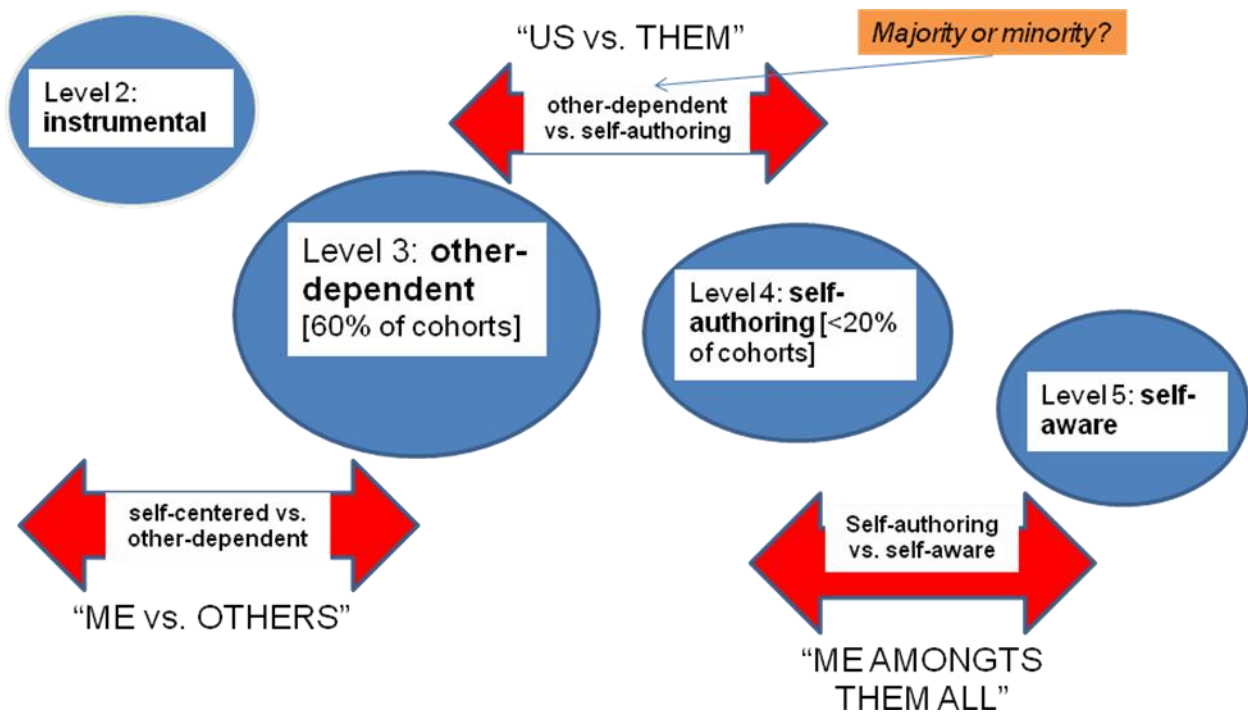 “US vs. THEM”
Majority or minority?
Level 2:
instrumental
other-dependent
vs. self-authoring
Level 3: other-
dependent
[60% of cohorts]
Level 4: self-
authoring [<20%
of cohorts]
Level 5: self-
aware
self-centered vs.
other-dependent
“ME vs. OTHERS”
Self-authoring
vs. self-aware
“ME AMONGTS
THEM ALL”